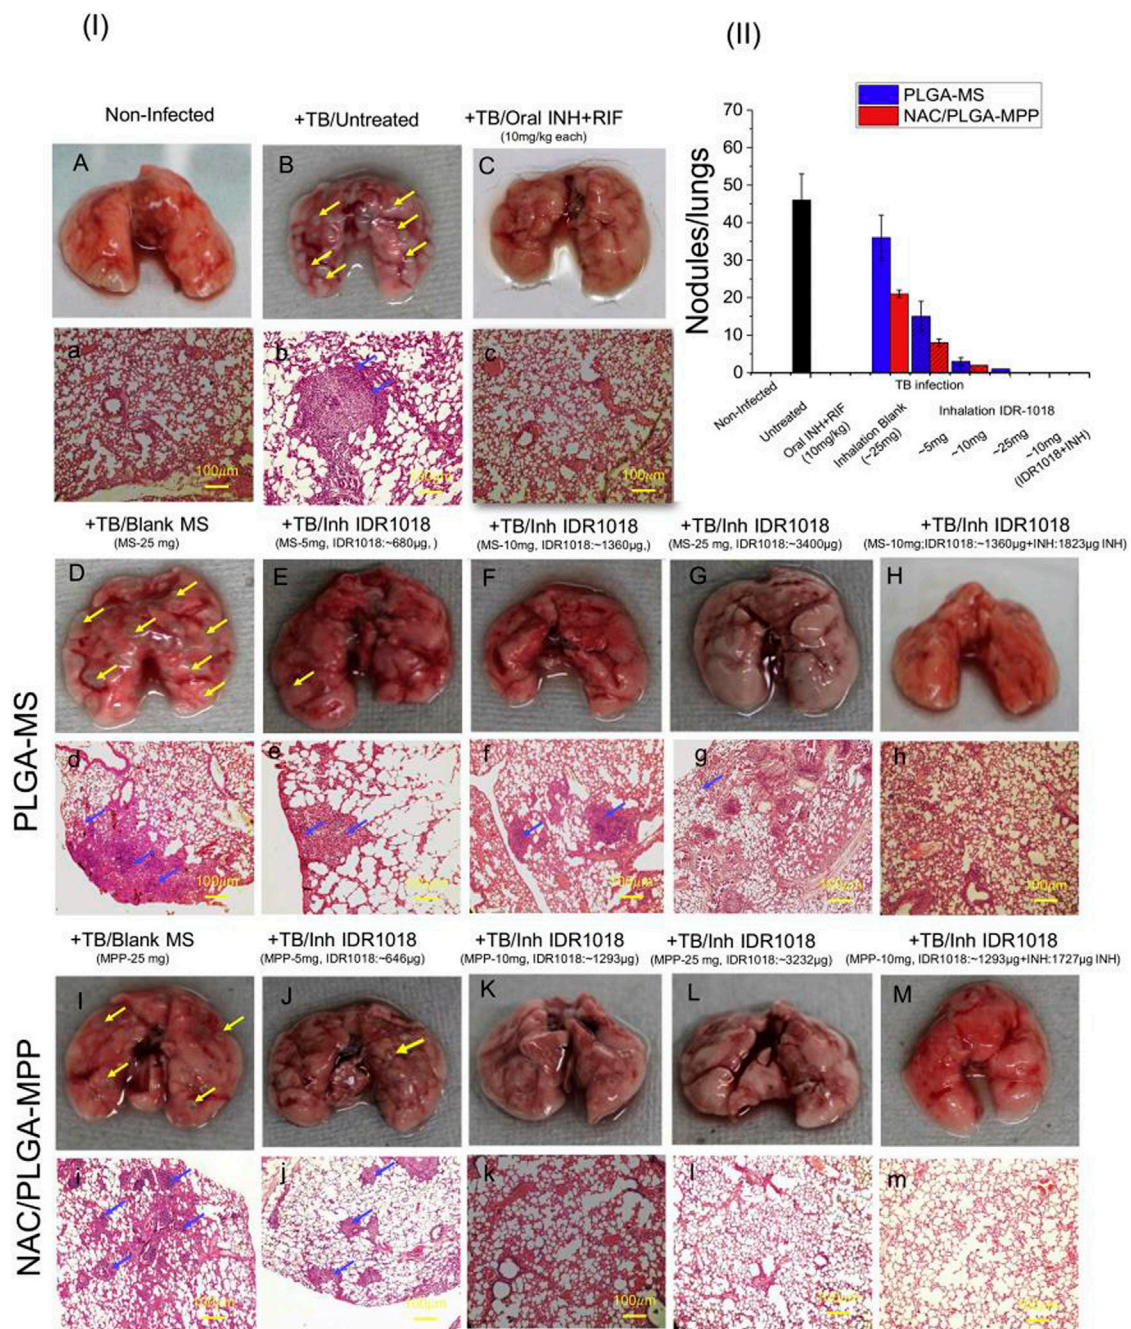 (I)
(II)
Non-Infected
+TB/Untreated
+TB/Oral INH+RIF
(10mg/kg each)
A
B
C
a
b
c
100μm
100μm
100μm
PLGA-MS
NAC/PLGA-MPP
Nodules/lungs
70
60
50
40
30
20
10
0
TB infection
Non-Infected
Untreated
Oral INH+RIF
(10mg/kg)
Inhalation Blank
(~25mg)
Inhalation IDR-1018
~5mg
~10mg
~25mg
~10mg
(IDR1018+INH)
PLGA-MS
+TB/Blank MS
(MS-25 mg)
+TB/Inh IDR1018
(MS-5mg, IDR1018:~680μg, )
+TB/Inh IDR1018
(MS-10mg, IDR1018:~1360μg,)
+TB/Inh IDR1018
(MS-25 mg, IDR1018:~3400μg)
+TB/Inh IDR1018
(MS-10mg;IDR1018:~1360μg+INH:1823μg INH)
D
E
F
G
H
d
e
f
g
h
100μm
100μm
100μm
100μm
100μm
NAC/PLGA-MPP
+TB/Blank MS
(MPP-25 mg)
+TB/Inh IDR1018
(MPP-5mg, IDR1018:~646μg)
+TB/Inh IDR1018
(MPP-10mg, IDR1018:~1293μg)
+TB/Inh IDR1018
(MPP-25 mg, IDR1018:~3232μg)
+TB/Inh IDR1018
(MPP-10mg, IDR1018:~1293μg+INH:1727μg INH)
I
J
K
L
M
i
j
k
l
m
100μm
100μm
100μm
100μm
100μm